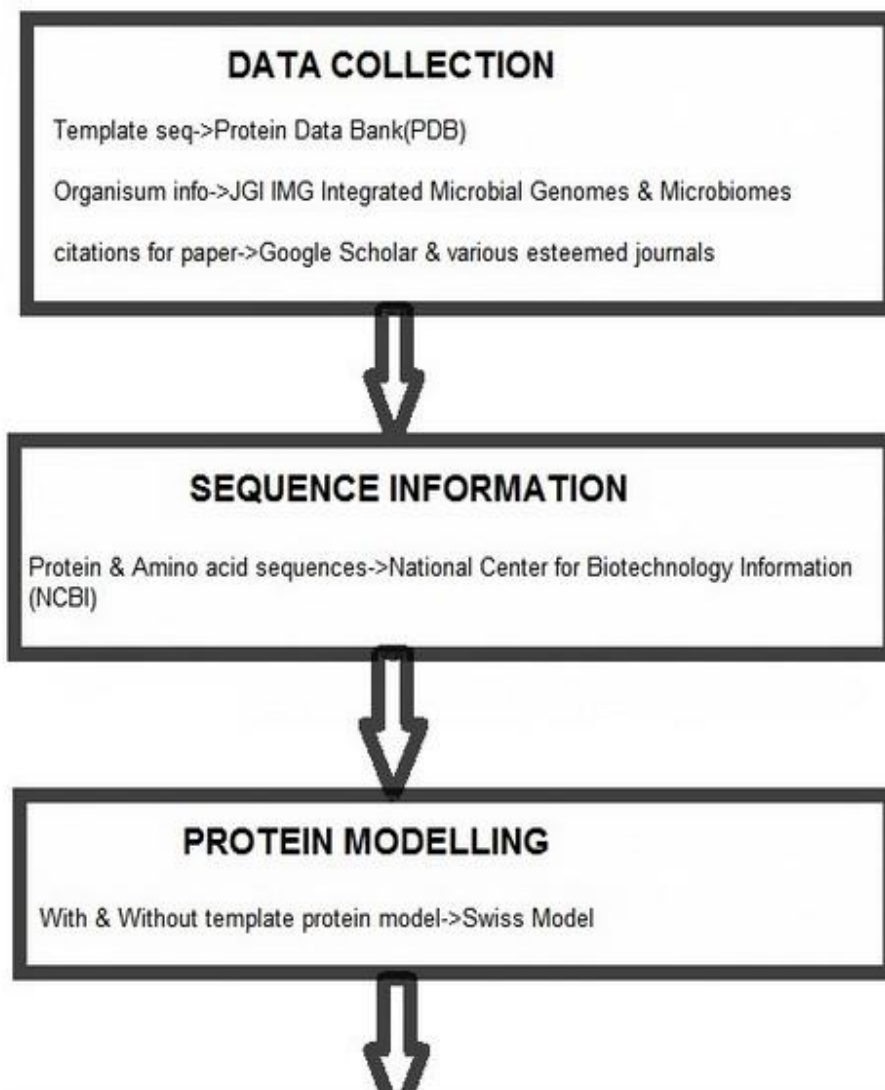 DATA COLLECTION
Template seq->Protein Data Bank(PDB)
Organisum info->JGI IMG Integrated Microbial Genomes & Microbiomes
citations for paper->Google Scholar & various esteemed journals
SEQUENCE INFORMATION
Protein & Amino acid sequences->National Center for Biotechnology Information
(NCBI)
PROTEIN MODELLING
With & Without template protein model->Swiss Model